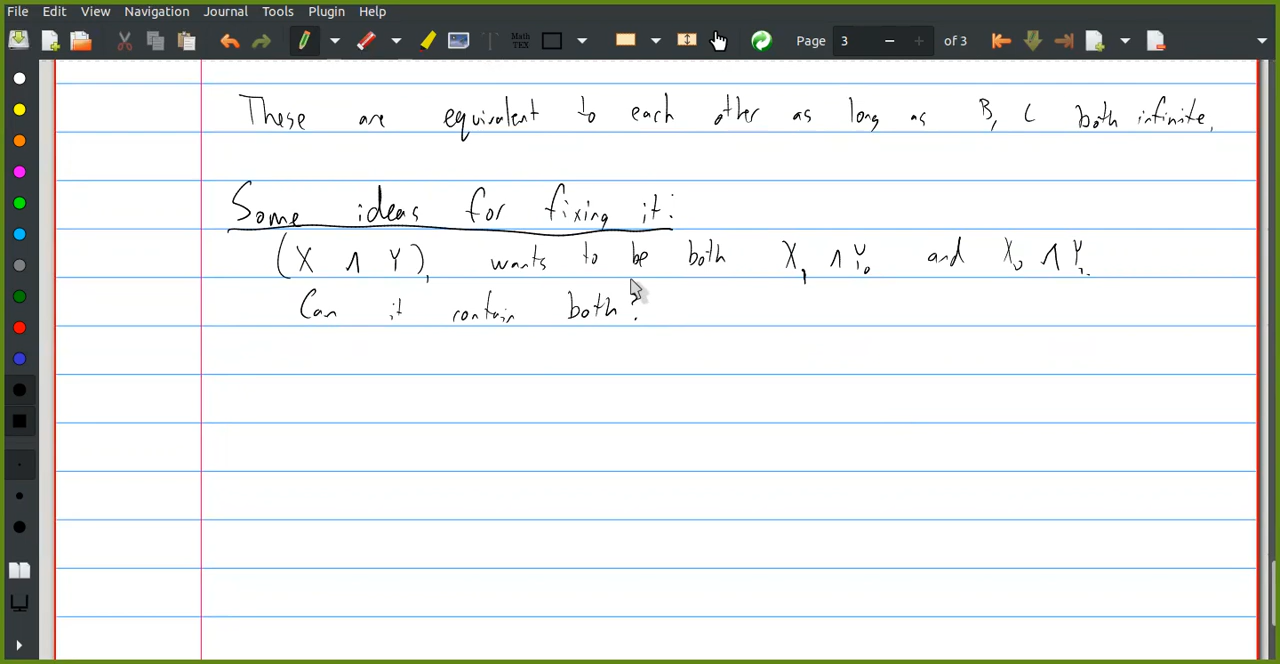 File Edit View Navigation Journal Tools Plugin Help
Math TEX Page 3 of 3
These are equivalent to each other as long as B, C both infinite.
Some ideas for fixing it:
(X ∧ Y)₁ wants to be both X₁ ∧ Y₀ and X₀ ∧ Y₁.
Can it contain both?